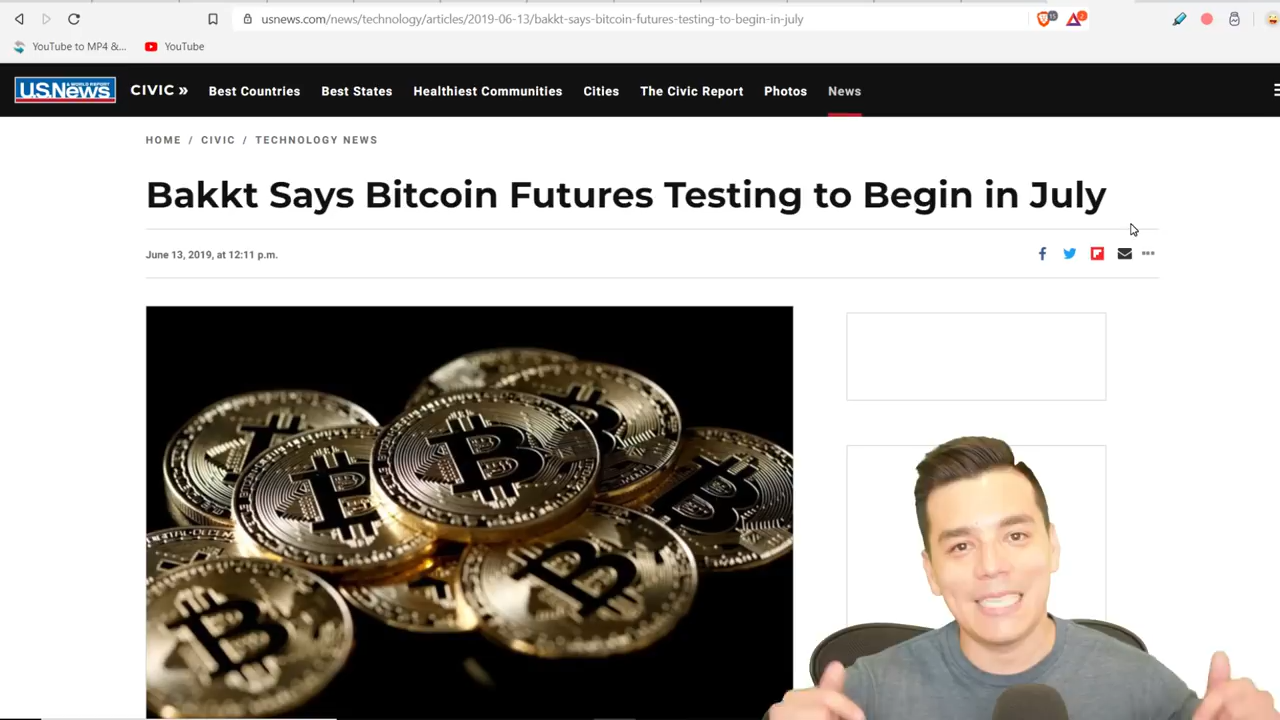 usnews.com/news/technology/articles/2019-06-13/bakkt-says-bitcoin-futures-testing-to-begin-in-july
15
2
YouTube to MP4 &...
YouTube
U.S.News
CIVIC »
Best Countries
Best States
Healthiest Communities
Cities
The Civic Report
Photos
News
HOME / CIVIC / TECHNOLOGY NEWS
Bakkt Says Bitcoin Futures Testing to Begin in July
June 13, 2019, at 12:11 p.m.